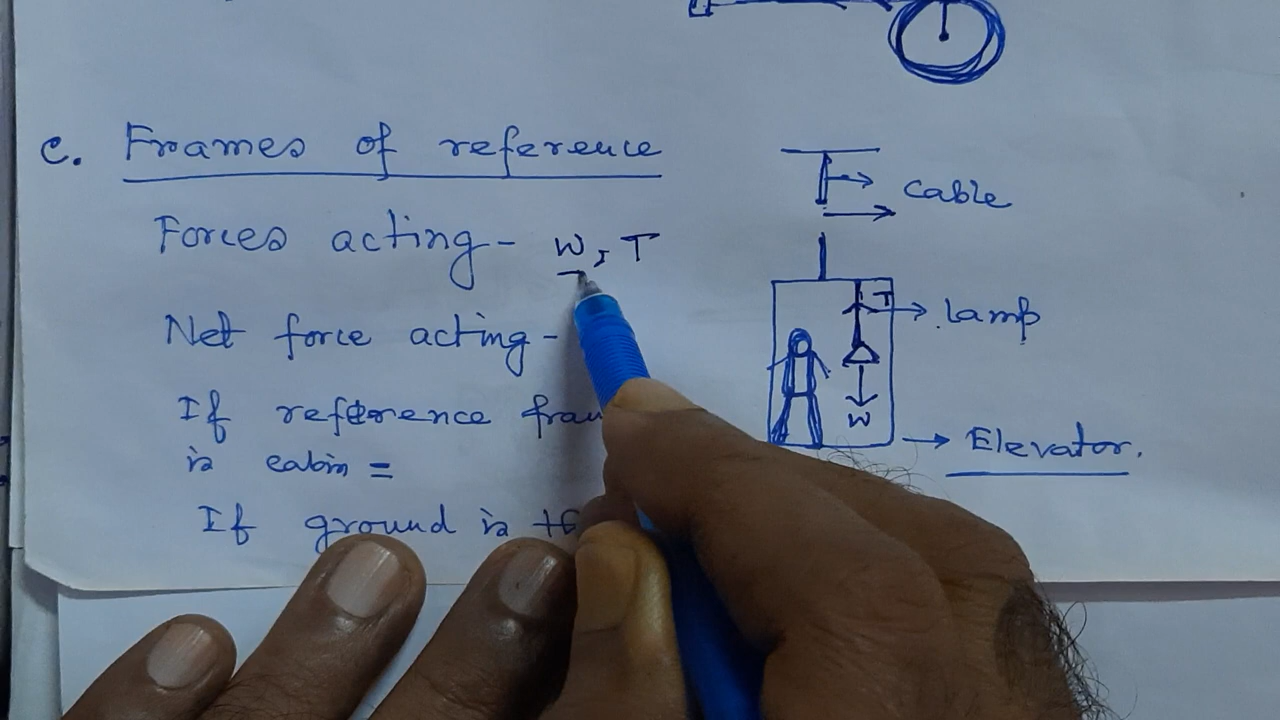 c. Frames of reference
Forces acting - W, T
Net force acting -
If reference
is cabin =
If ground is
Cable
T
Lamp
W
Elevator.